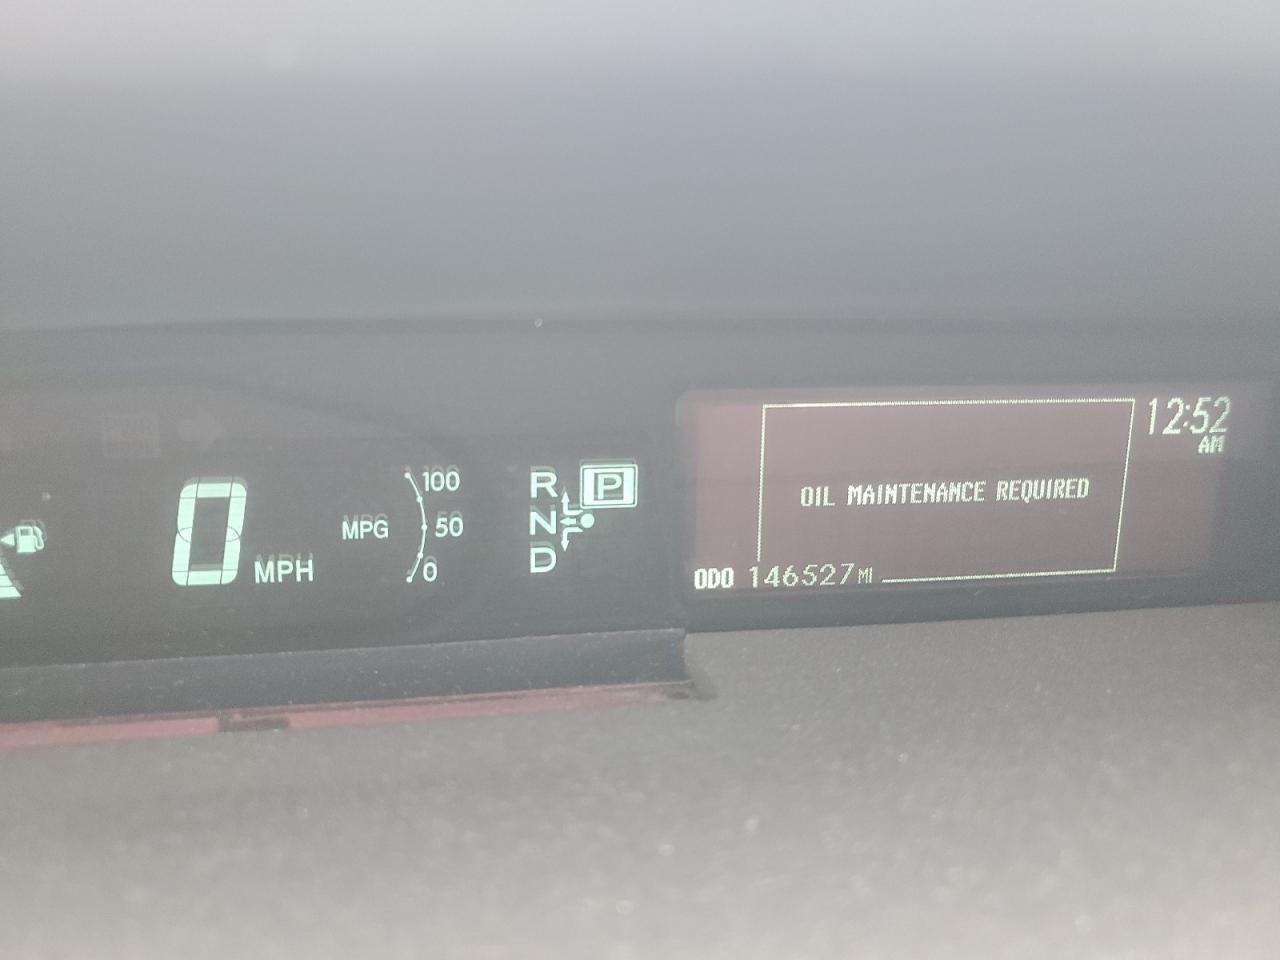 0 MPH
MPG
100
50
0
R
N
D
P
OIL MAINTENANCE REQUIRED
12:52
AM
ODO 146527 MI